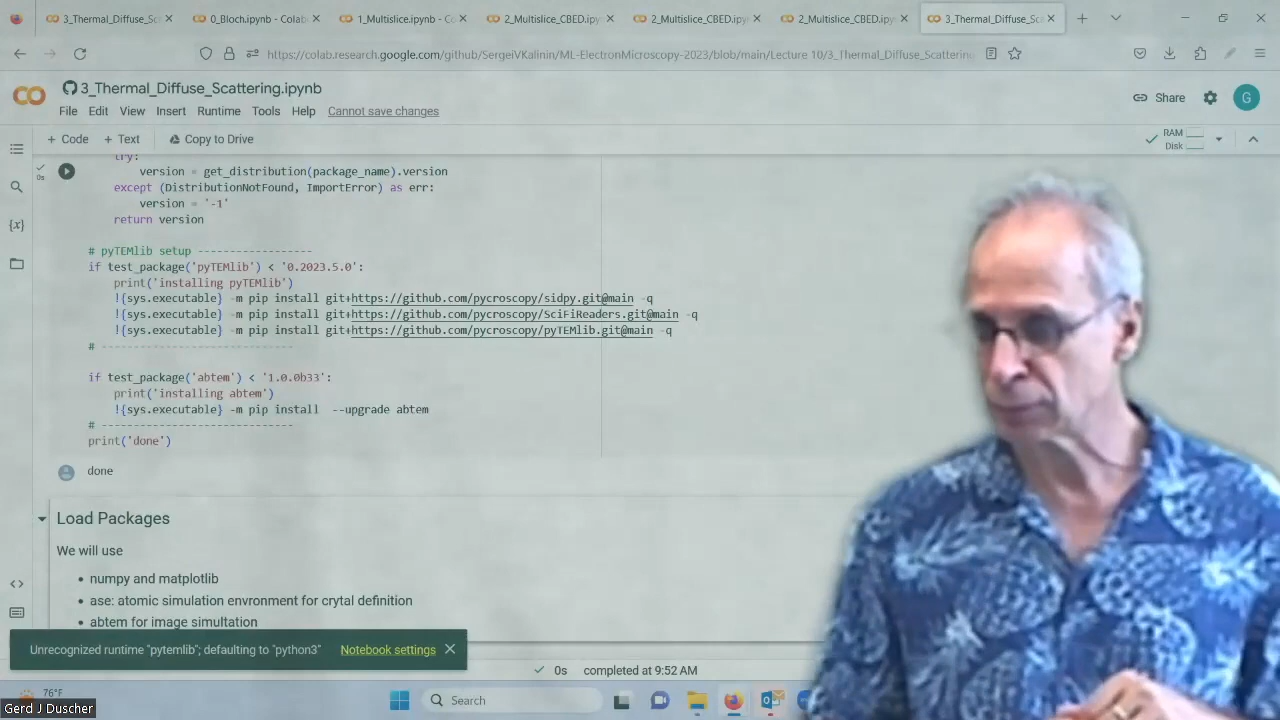 3_Thermal_Diffuse_Sc
0_Bloch.ipynb - Colab
1_Multislice.ipynb - Co
2_Multislice_CBED.ipy
2_Multislice_CBED.ipy
2_Multislice_CBED.ipy
3_Thermal_Diffuse_Sc
https://colab.research.google.com/github/SergeiVKalinin/ML-ElectronMicroscopy-2023/blob/main/Lecture 10/3_Thermal_Diffuse_Scattering
3_Thermal_Diffuse_Scattering.ipynb
File Edit View Insert Runtime Tools Help Cannot save changes
Share
G
+ Code + Text Copy to Drive
RAM
Disk
try:
0s
version = get_distribution(package_name).version
except (DistributionNotFound, ImportError) as err:
version = '-1'
return version
# pyTEMlib setup ------------------
if test_package('pyTEMlib') < '0.2023.5.0':
print('installing pyTEMlib')
!{sys.executable} -m pip install git+https://github.com/pycroscopy/sidpy.git@main -q
!{sys.executable} -m pip install git+https://github.com/pycroscopy/SciFiReaders.git@main -q
!{sys.executable} -m pip install git+https://github.com/pycroscopy/pyTEMlib.git@main -q
# ------------------------------
if test_package('abtem') < '1.0.0b33':
print('installing abtem')
!{sys.executable} -m pip install --upgrade abtem
# ------------------------------
print('done')
done
Load Packages
We will use
• numpy and matplotlib
• ase: atomic simulation envronment for crytal definition
• abtem for image simultation
Unrecognized runtime "pytemlib"; defaulting to "python3" Notebook settings
0s completed at 9:52 AM
76°F
Search
Gerd J Duscher